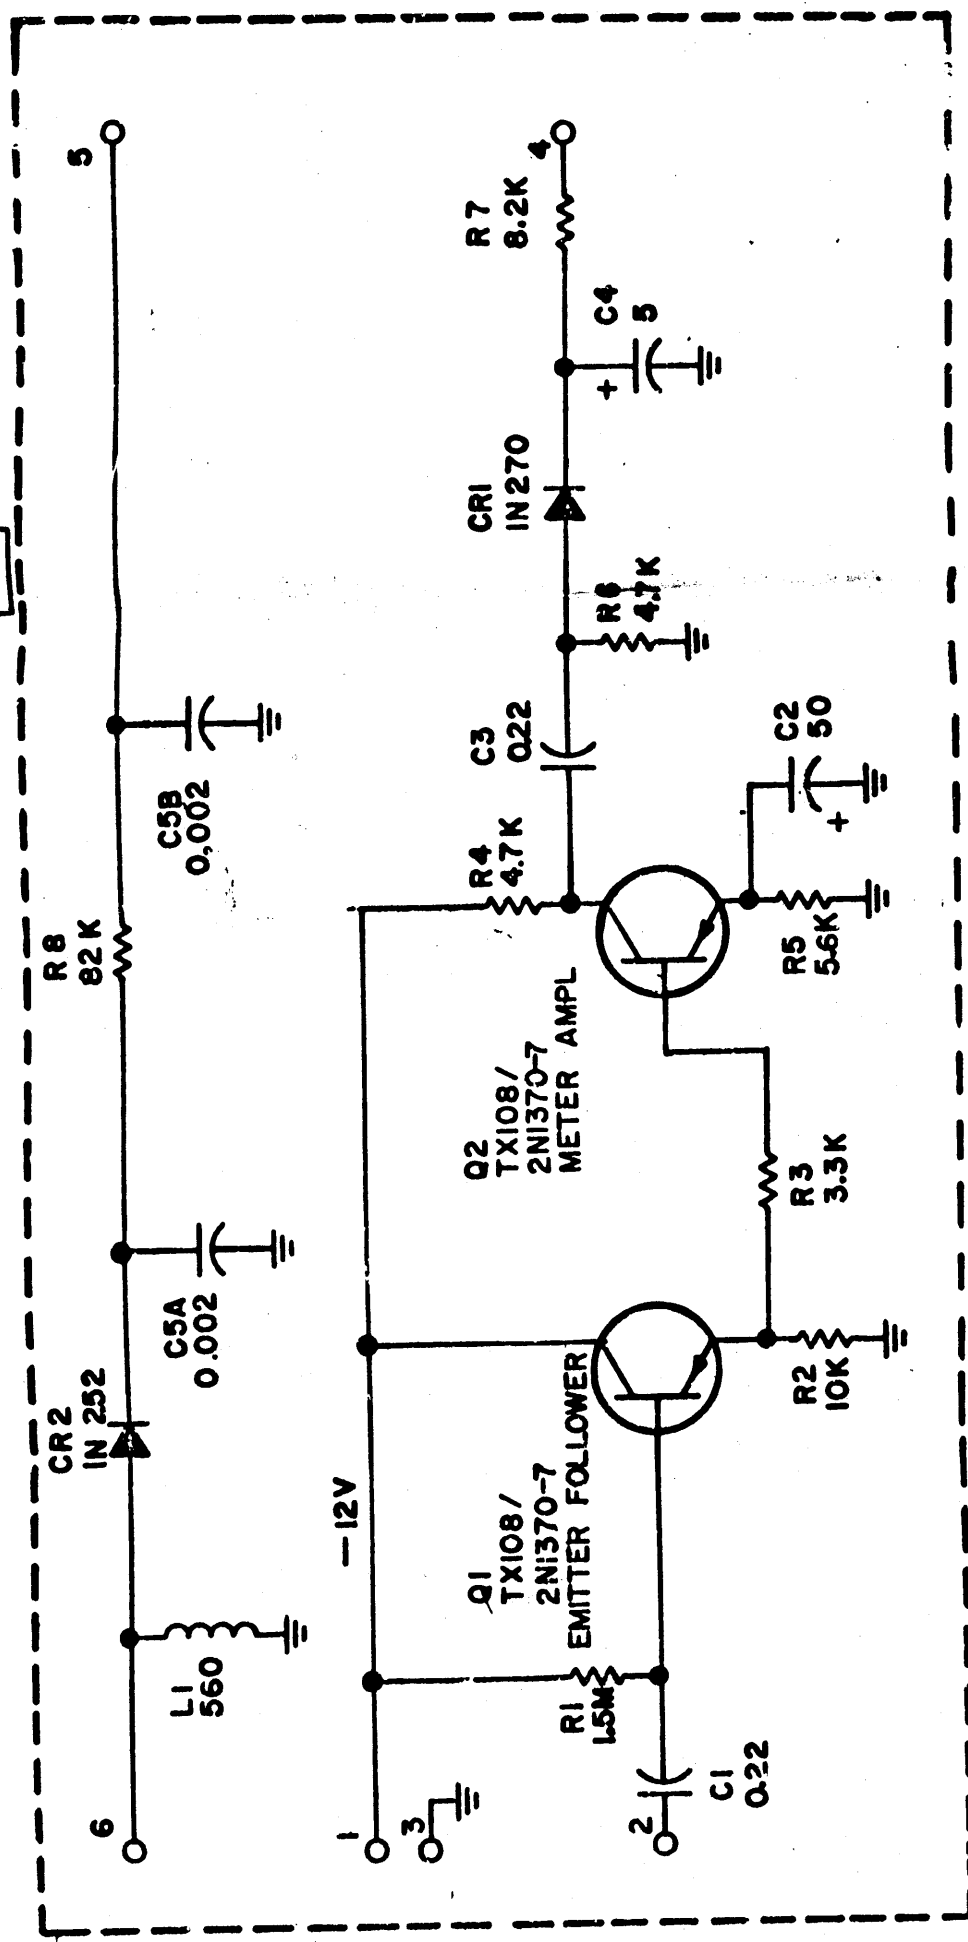 6
L1
560
CR2
1N 252
C5A
0.002
R8
82K
C5B
0,002
5
1
—12V
3
2
C1
0.22
R1
1.5M
Q1
TX108/
2N1370-7
EMITTER FOLLOWER
R2
10K
R3
3.3K
Q2
TX108/
2N1370-7
METER AMPL
R4
4.7K
R5
5.6K
C2
50
+
C3
0.22
R6
4.7K
CR1
1N270
C4
5
+
R7
8.2K
4